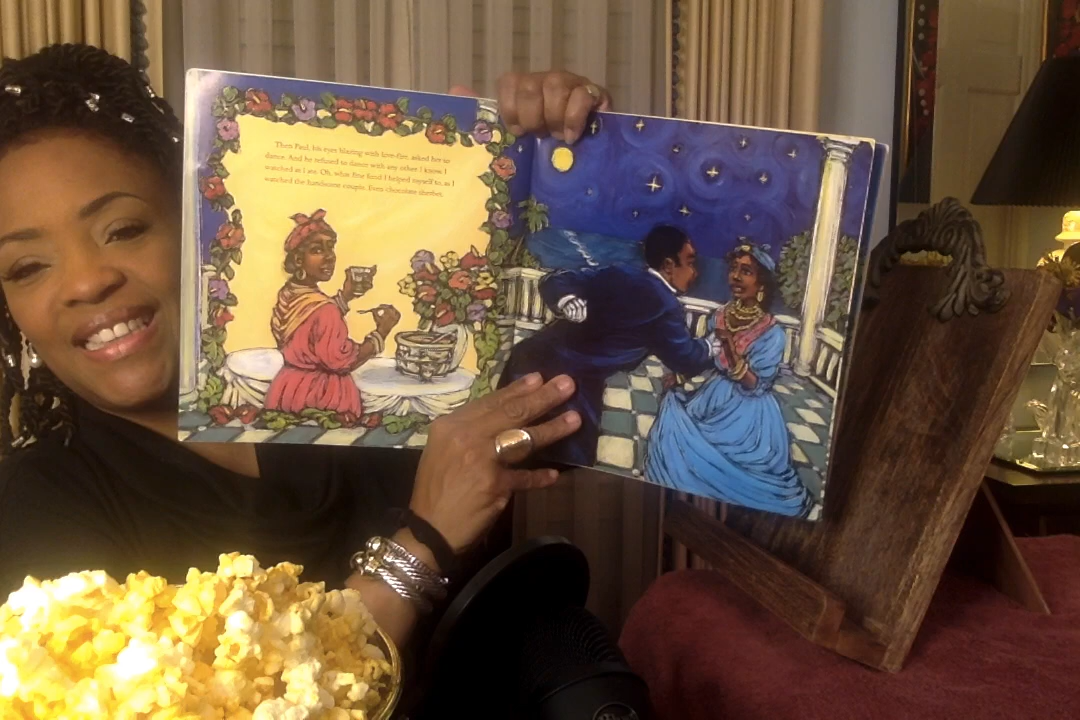 Then Paul, his eyes blazing with love-fire, asked her to
dance. And he refused to dance with any other. I know. I
watched as I ate. Oh, what fine food I helped myself to, as I
watched the handsome couple. Even chocolate sherbet.